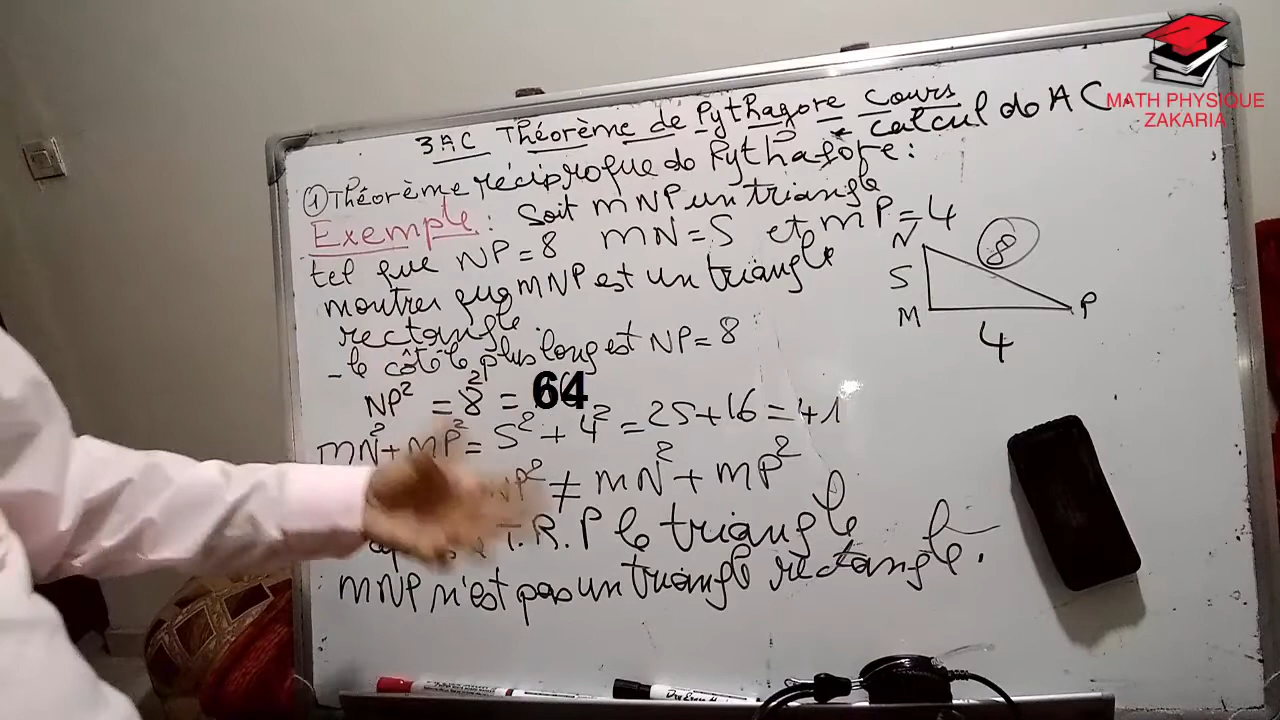 MATH PHYSIQUE
ZAKARIA
3AC Théorème de Pythagore Cours
* calcul do AC.
① Théorème réciproque do Pythagore:
Exemple: Soit MNP un triangle
tel que NP=8 MN=5 et MP=4
montrer que MNP est un triangle
rectangle.
- le côté le plus long est NP=8
NP² = 8² = 64
MN²+MP² = 5² + 4² = 25+16 = 41
NP² ≠ MN² + MP²
T.R.P le triangle
MNP n'est pas un triangle rectangle.
N
8
5
M
P
4